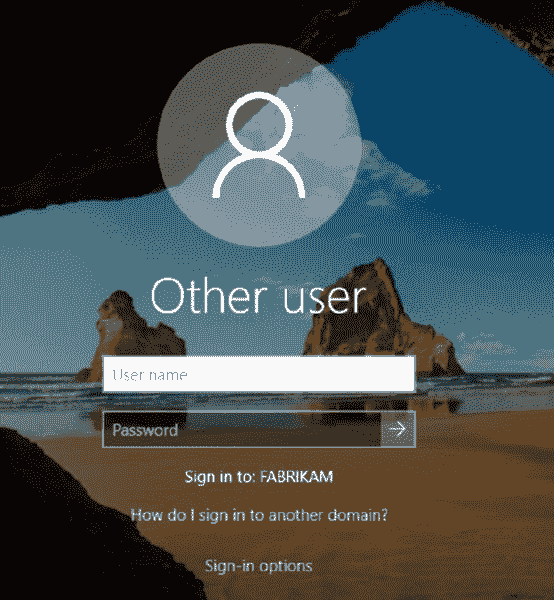 Other user
User name
Password
Sign in to: FABRIKAM
How do I sign in to another domain?
Sign-in options